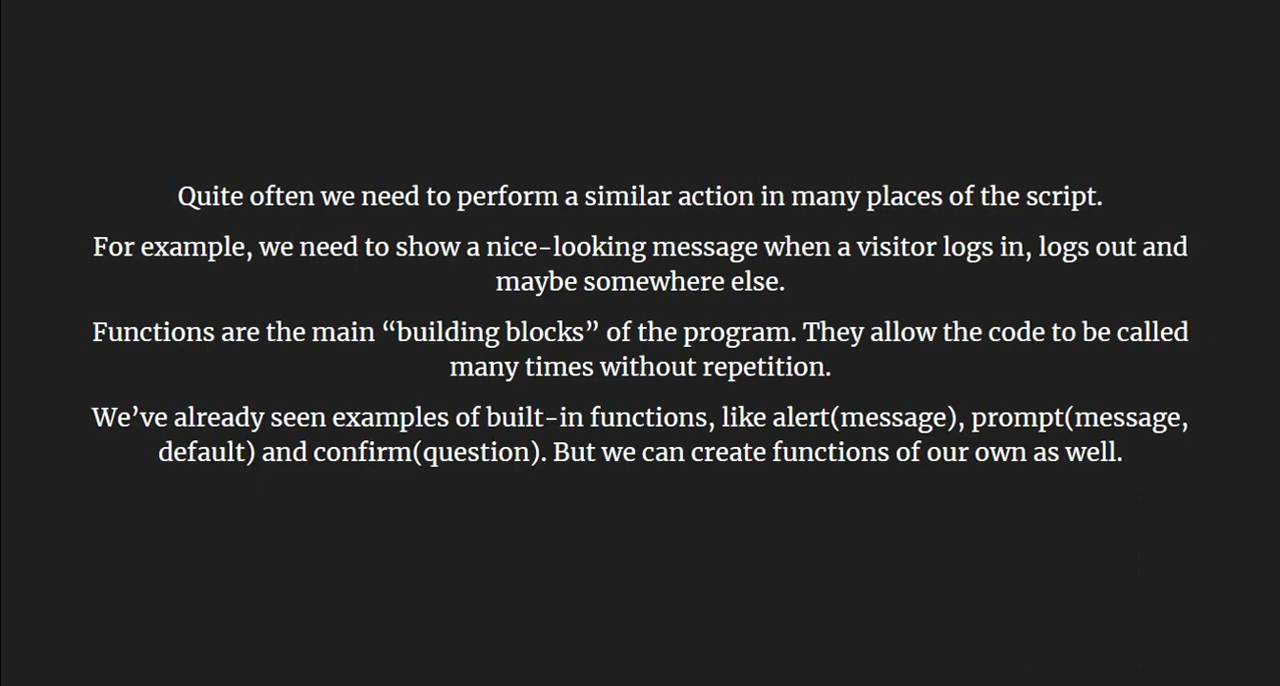 Quite often we need to perform a similar action in many places of the script.
For example, we need to show a nice-looking message when a visitor logs in, logs out and
maybe somewhere else.
Functions are the main “building blocks” of the program. They allow the code to be called
many times without repetition.
We’ve already seen examples of built-in functions, like alert(message), prompt(message,
default) and confirm(question). But we can create functions of our own as well.